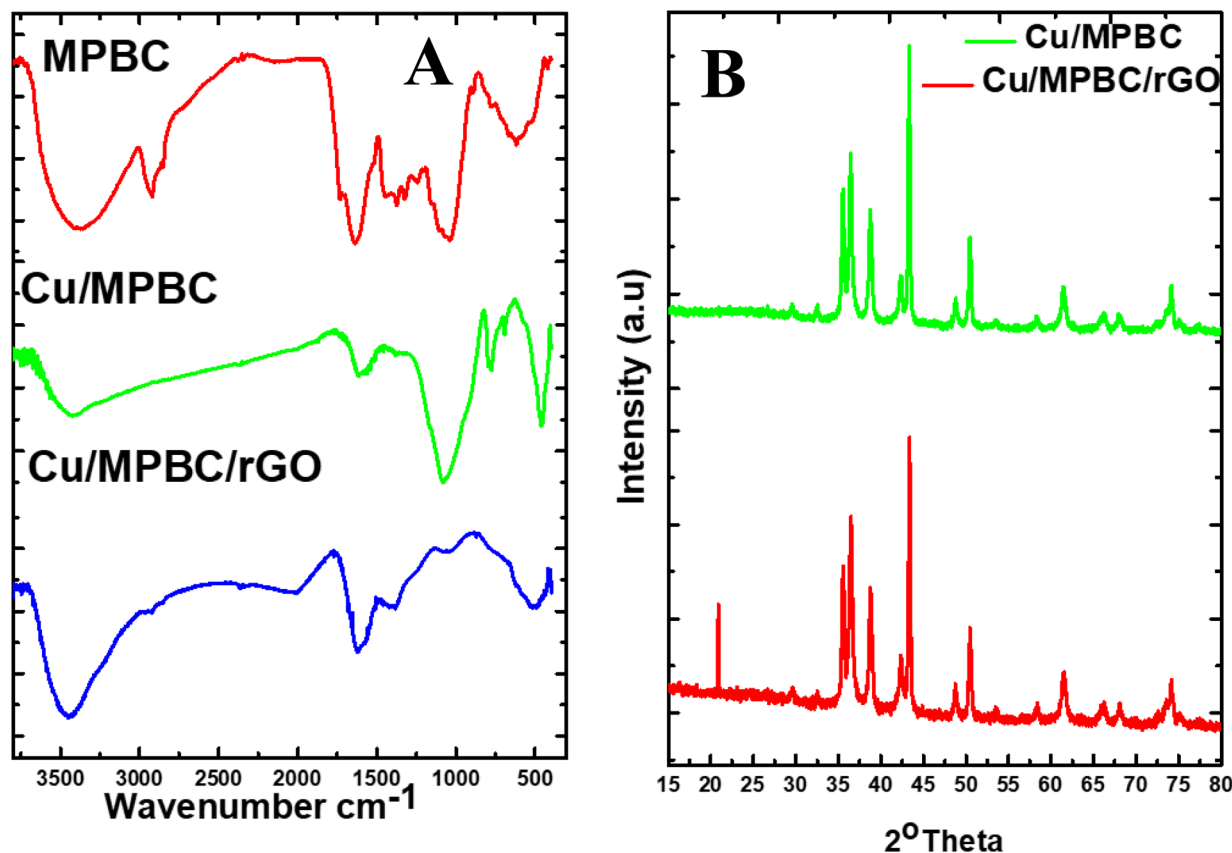 MPBC
A
Cu/MPBC
Cu/MPBC/rGO
3500 3000 2500 2000 1500 1000 500
Wavenumber cm-1
B
Cu/MPBC
Cu/MPBC/rGO
Intensity (a.u)
15 20 25 30 35 40 45 50 55 60 65 70 75 80
2oTheta